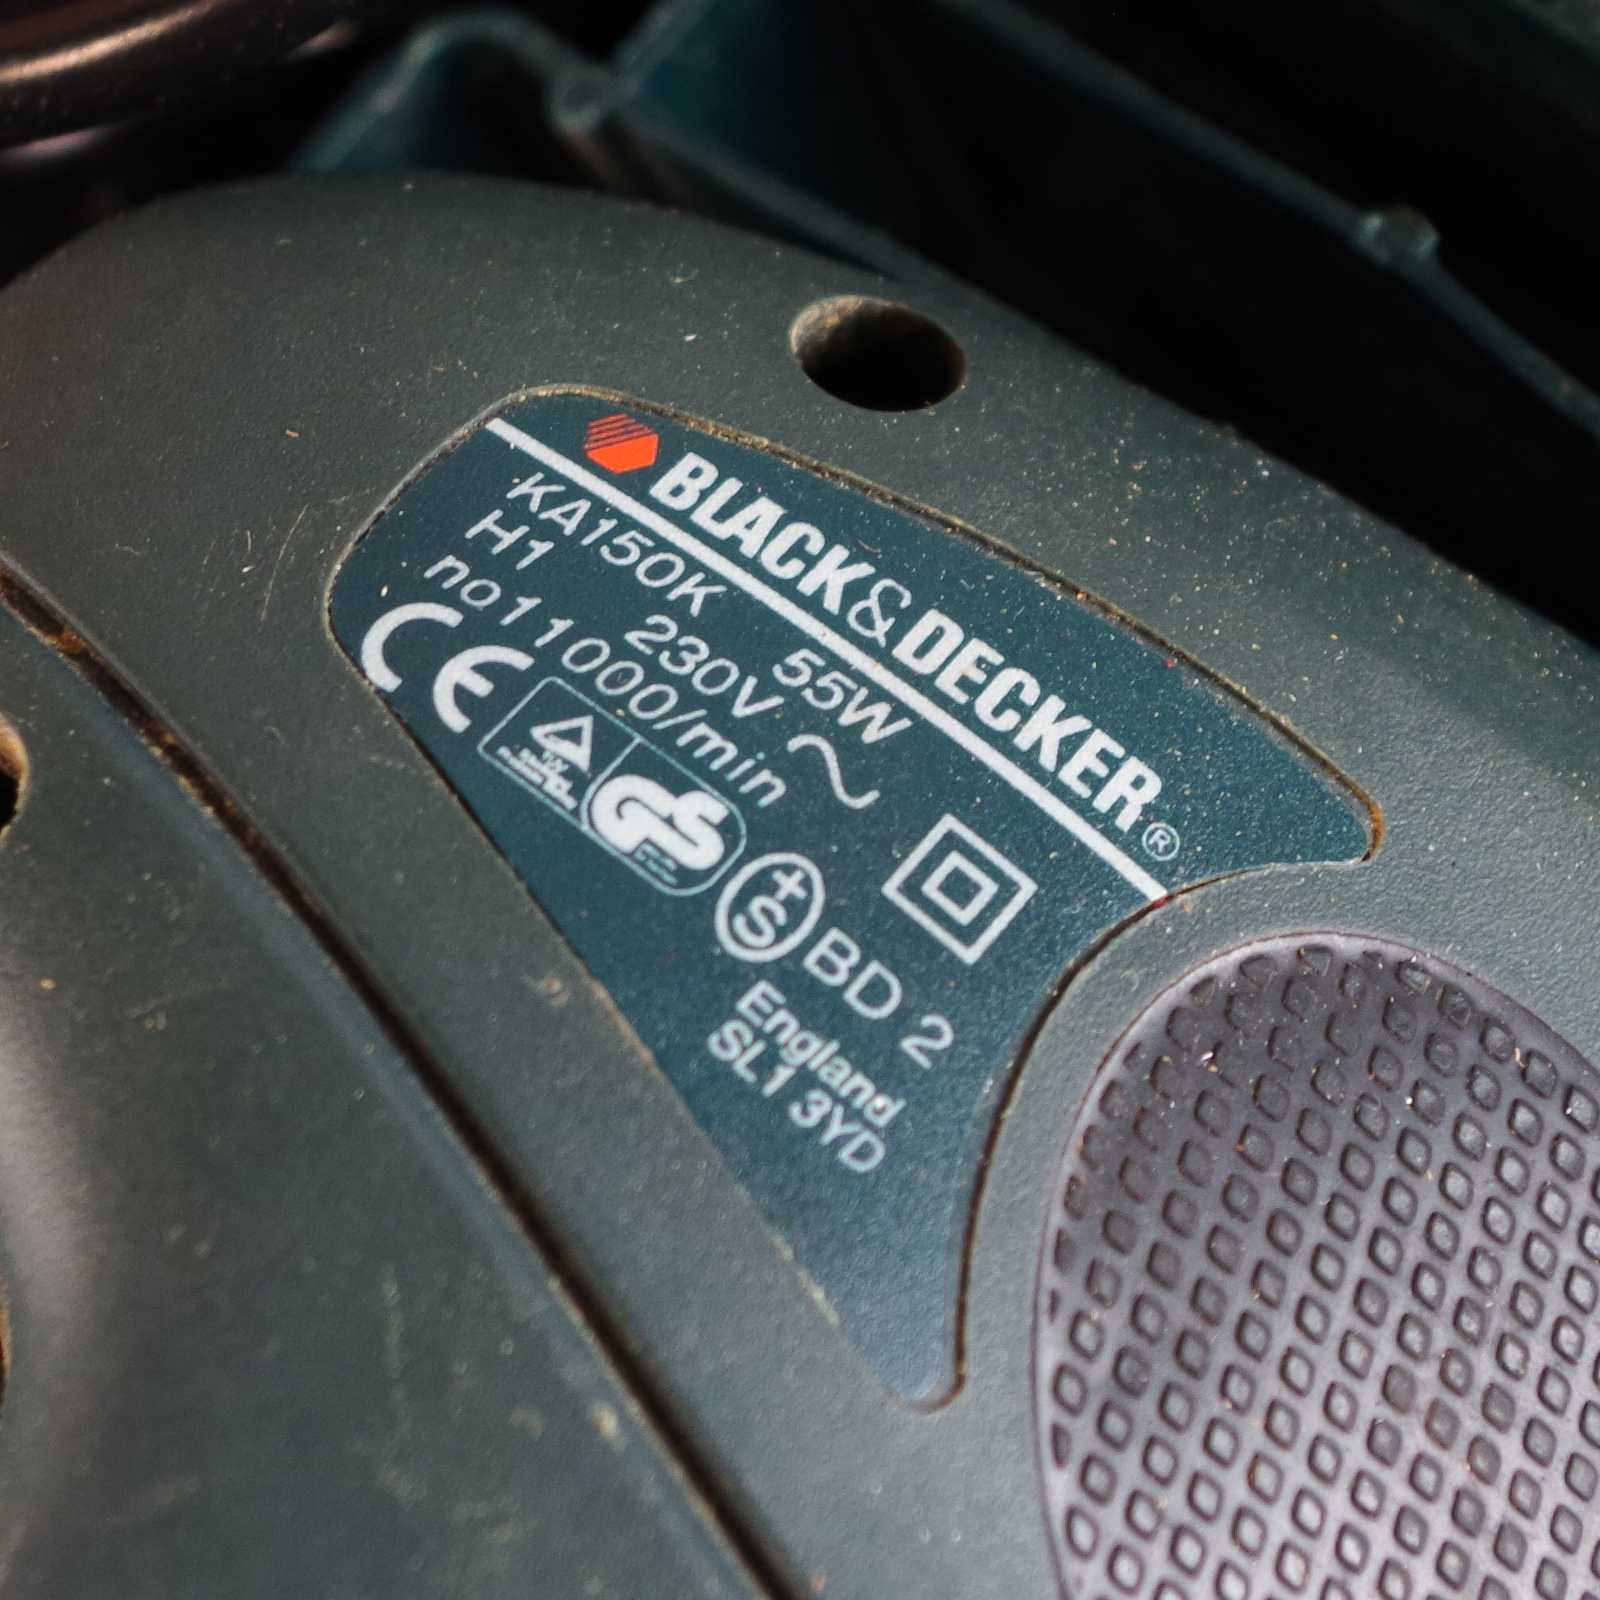 BLACK&DECKER®
KA150K 55W
H1 230V ~
no11000/min
CE
GS
+S BD 2
England
SL1 3YD